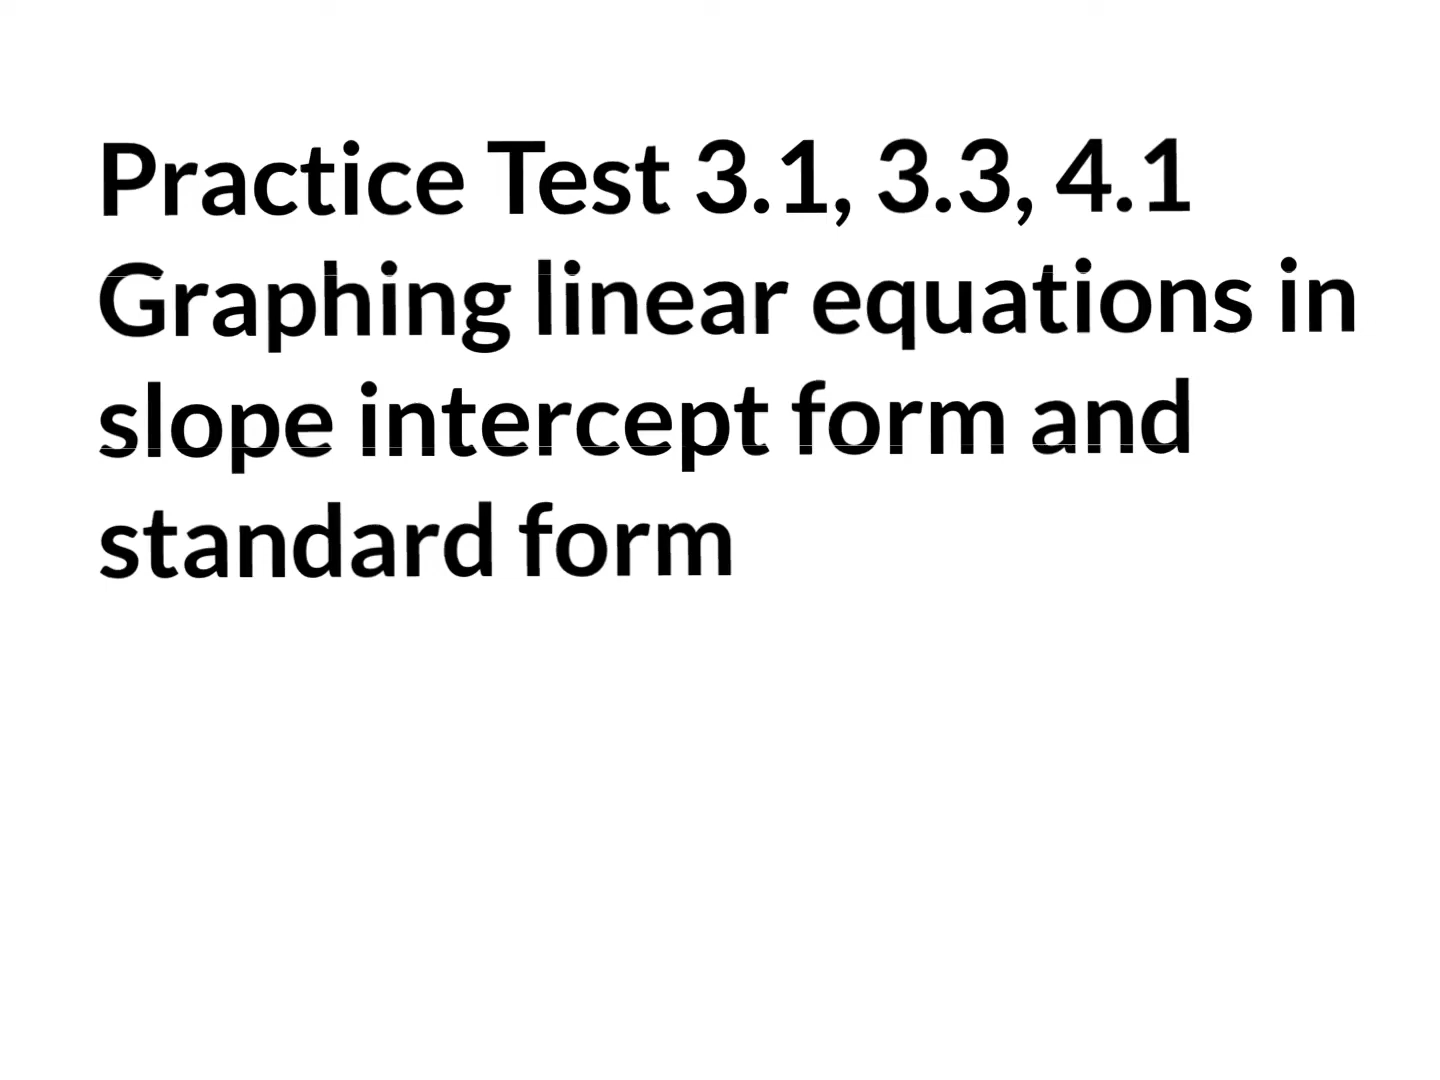 Practice Test 3.1, 3.3, 4.1
Graphing linear equations in
slope intercept form and
standard form